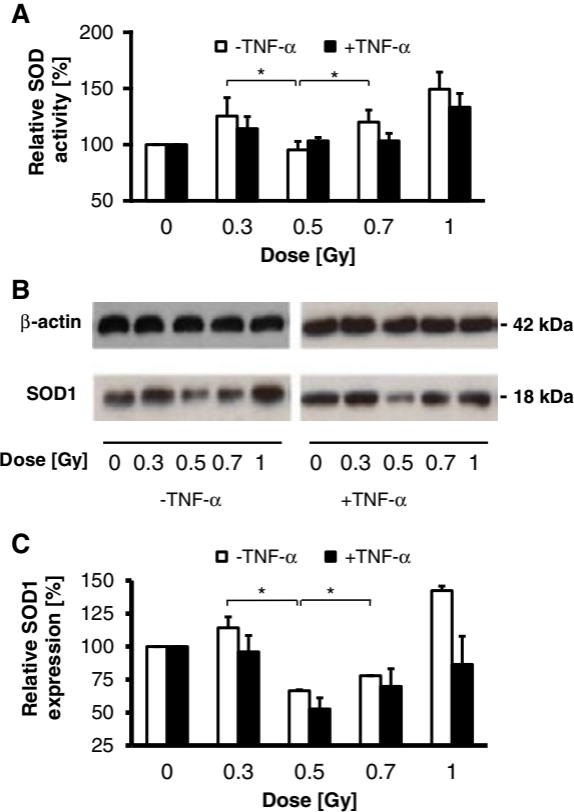 A
Relative SOD
activity [%]
200
150
100
50
-TNF-α +TNF-α
* *
0 0.3 0.5 0.7 1
Dose [Gy]
B
β-actin - 42 kDa
SOD1 - 18 kDa
Dose [Gy] 0 0.3 0.5 0.7 1 0 0.3 0.5 0.7 1
-TNF-α +TNF-α
C
Relative SOD1
expression [%]
150
125
100
75
50
25
-TNF-α +TNF-α
* *
0 0.3 0.5 0.7 1
Dose [Gy]